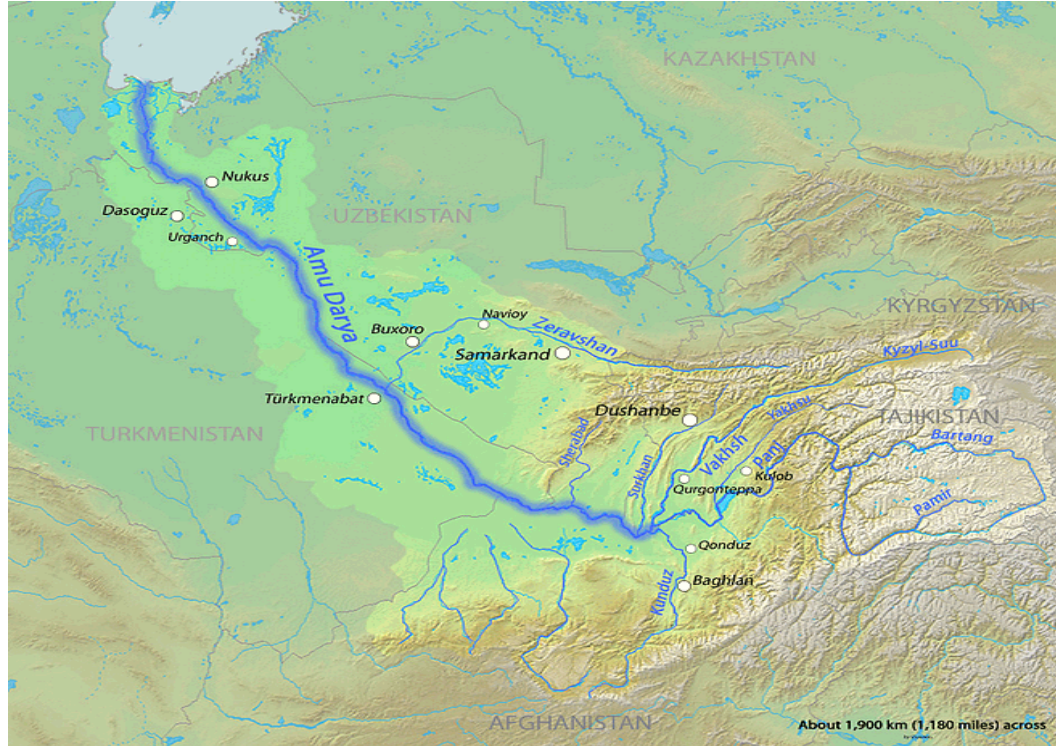 KAZAKHSTAN
Nukus
Dasoguz
UZBEKISTAN
Urganch
Amu Darya
KYRGYZSTAN
Navioy
Zeravshan
Buxoro
Kyzyl-Suu
Samarkand
Türkmenabat
Dushanbe
Yakhsu
TAJIKISTAN
TURKMENISTAN
Sherabad
Surkhan
Vakhsh
Panj
Bartang
Kulob
Qurgonteppa
Pamir
Qonduz
Kunduz
Baghlan
AFGHANISTAN
About 1,900 km (1,180 miles) across